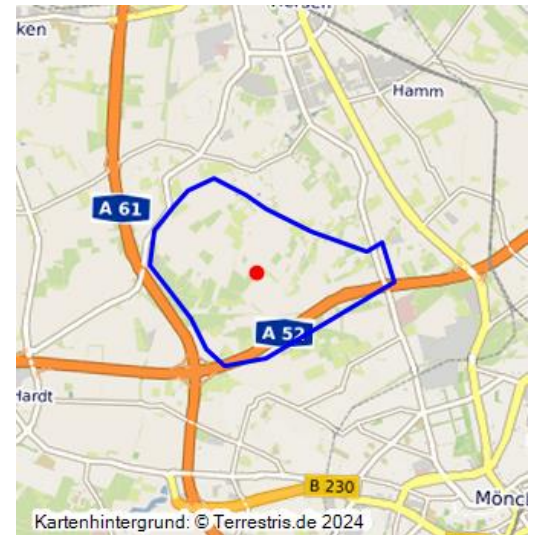 ken
Hamm
A 61
A 52
Hardt
B 230
Mönc
Kartenhintergrund: © Terrestris.de 2024